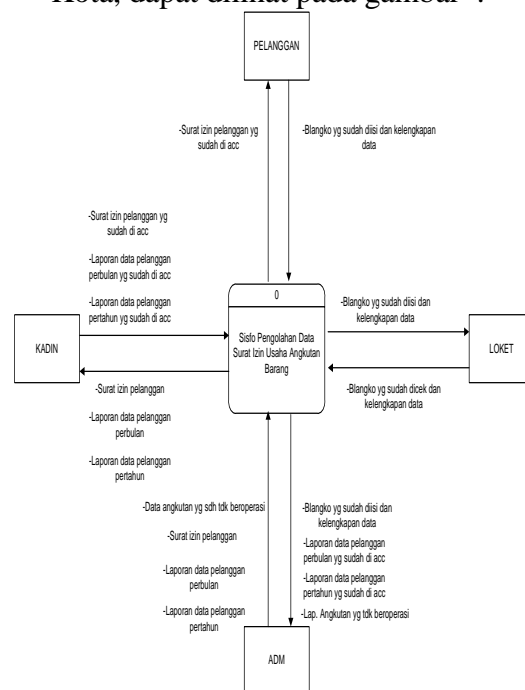 Kota, dapat dilihat pada gambar :
PELANGGAN
-Surat izin pelanggan yg
sudah di acc
-Blangko yg sudah diisi dan kelengkapan
data
-Surat izin pelanggan yg
sudah di acc
-Laporan data pelanggan
perbulan yg sudah di acc
-Laporan data pelanggan
pertahun yg sudah di acc
0
Sisfo Pengolahan Data
Surat Izin Usaha Angkutan
Barang
-Blangko yg sudah diisi dan
kelengkapan data
KADIN
LOKET
-Surat izin pelanggan
-Laporan data pelanggan
perbulan
-Laporan data pelanggan
pertahun
-Blangko yg sudah dicek dan
kelengkapan data
-Data angkutan yg sdh tdk beroperasi
-Surat izin pelanggan
-Laporan data pelanggan
perbulan
-Laporan data pelanggan
pertahun
-Blangko yg sudah diisi dan
kelengkapan data
-Laporan data pelanggan
perbulan yg sudah di acc
-Laporan data pelanggan
pertahun yg sudah di acc
-Lap. Angkutan yg tdk beroperasi
ADM